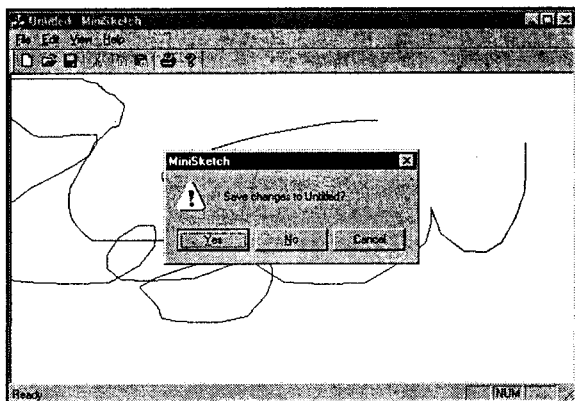 Untitled - MiniSketch
File Edit View Help
MiniSketch
Save changes to Untitled?
Yes No Cancel
Ready NUM